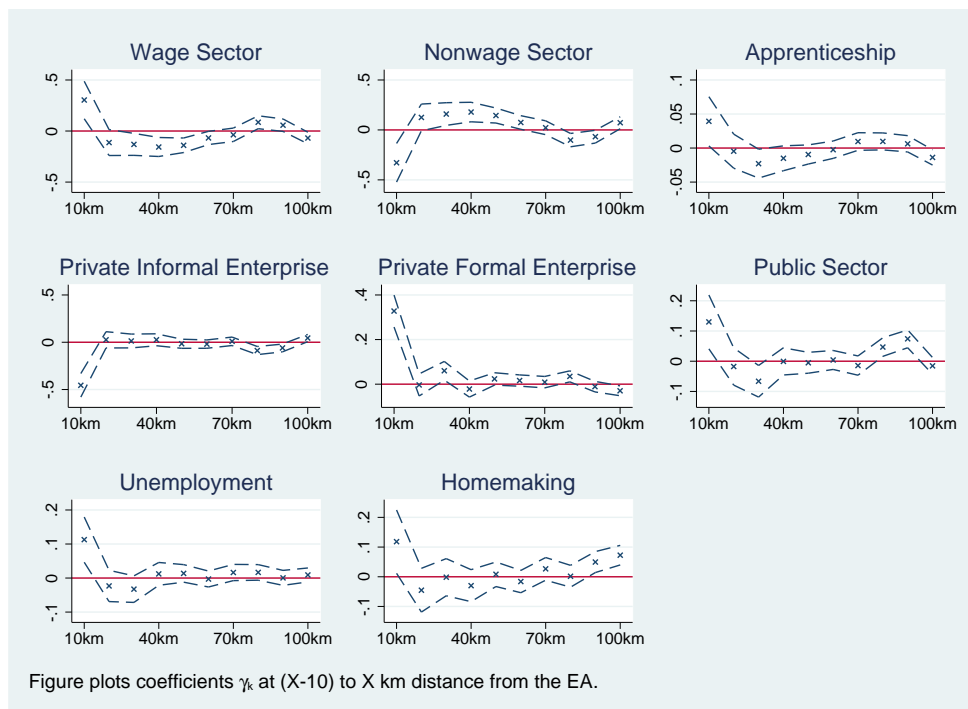 Wage Sector
.5
0
-.5
10km 40km 70km 100km
Nonwage Sector
.5
0
-.5
10km 40km 70km 100km
Apprenticeship
.1
.05
0
-.05
10km 40km 70km 100km
Private Informal Enterprise
.5
0
-.5
10km 40km 70km 100km
Private Formal Enterprise
.4
.2
0
10km 40km 70km 100km
Public Sector
.2
.1
0
-.1
10km 40km 70km 100km
Unemployment
.2
.1
0
-.1
10km 40km 70km 100km
Homemaking
.2
.1
0
-.1
10km 40km 70km 100km
Figure plots coefficients γk at (X-10) to X km distance from the EA.